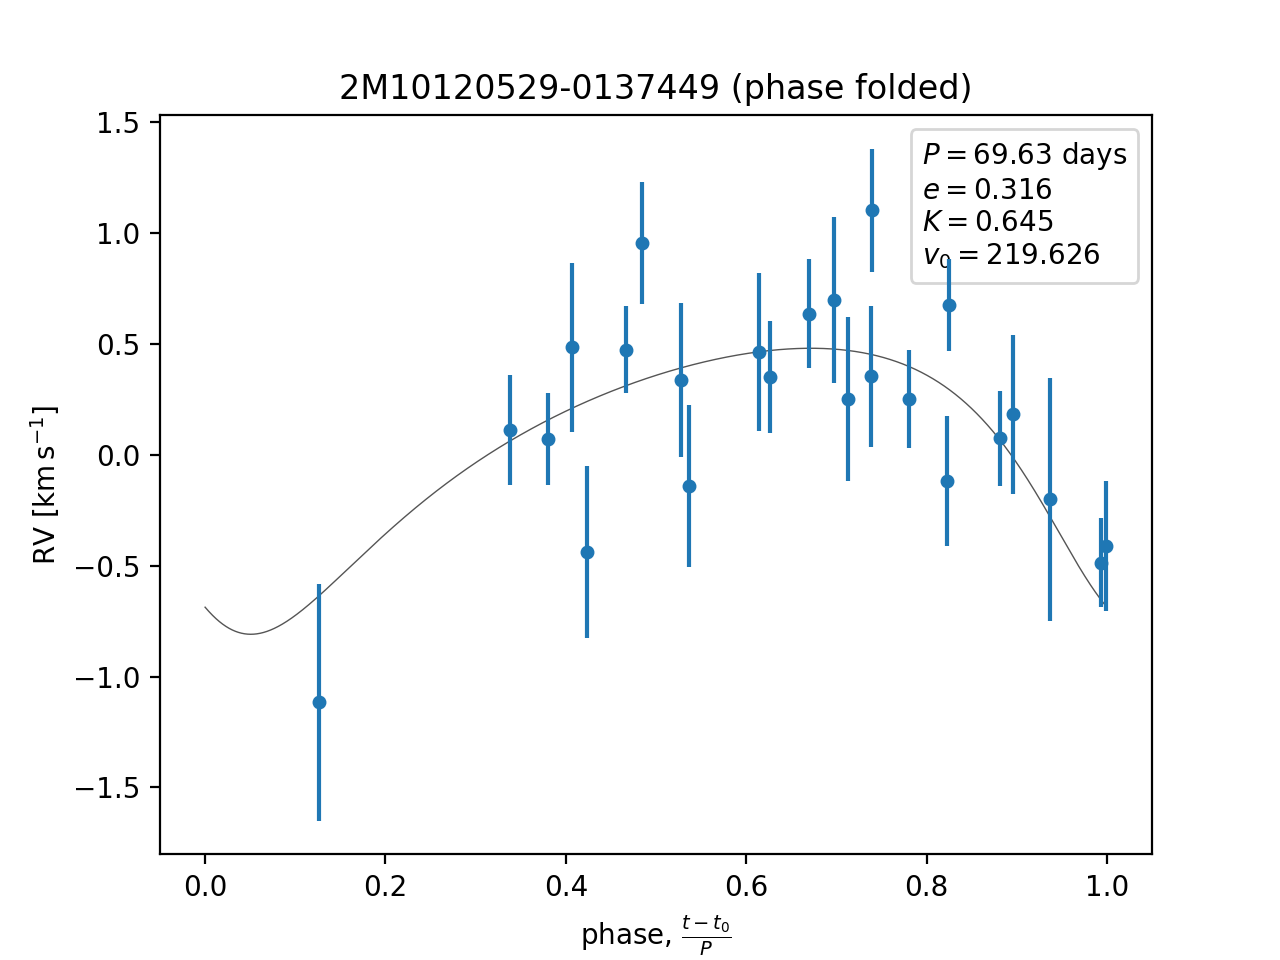 2M10120529-0137449 (phase folded)
1.5
1.0
0.5
0.0
−0.5
−1.0
−1.5
RV [km s⁻¹]
P = 69.63 days
e = 0.316
K = 0.645
v₀ = 219.626
0.0 0.2 0.4 0.6 0.8 1.0
phase, (t − t₀)/P